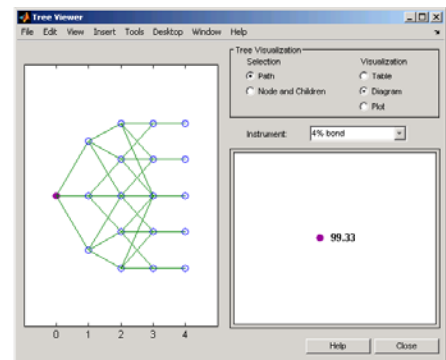 Tree Viewer
File Edit View Insert Tools Desktop Window Help
Tree Visualization
Selection Visualization
Path Table
Node and Children Diagram
Plot
Instrument: 4% bond
99.33
0 1 2 3 4
Help Close